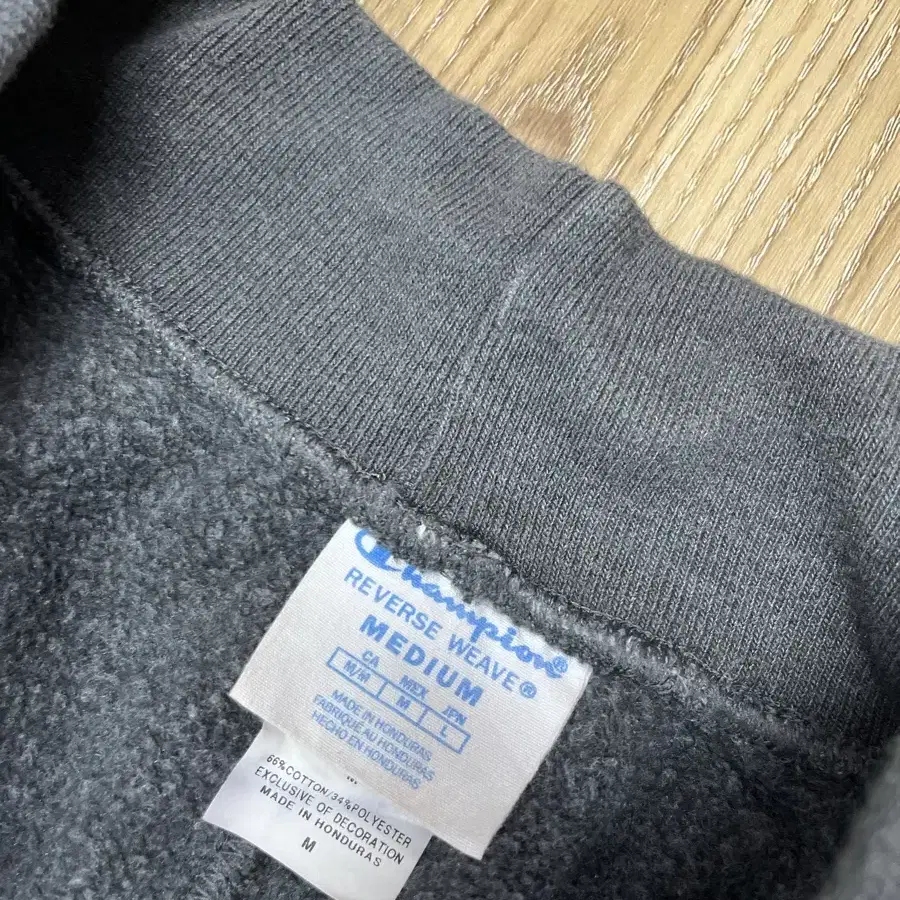 Champion®
REVERSE WEAVE®
MEDIUM
CA MEX JPN
M/M M L
MADE IN HONDURAS
FABRIQUÉ AU HONDURAS
HECHO EN HONDURAS
66%COTTON/34%POLYESTER
EXCLUSIVE OF DECORATION
MADE IN HONDURAS
M